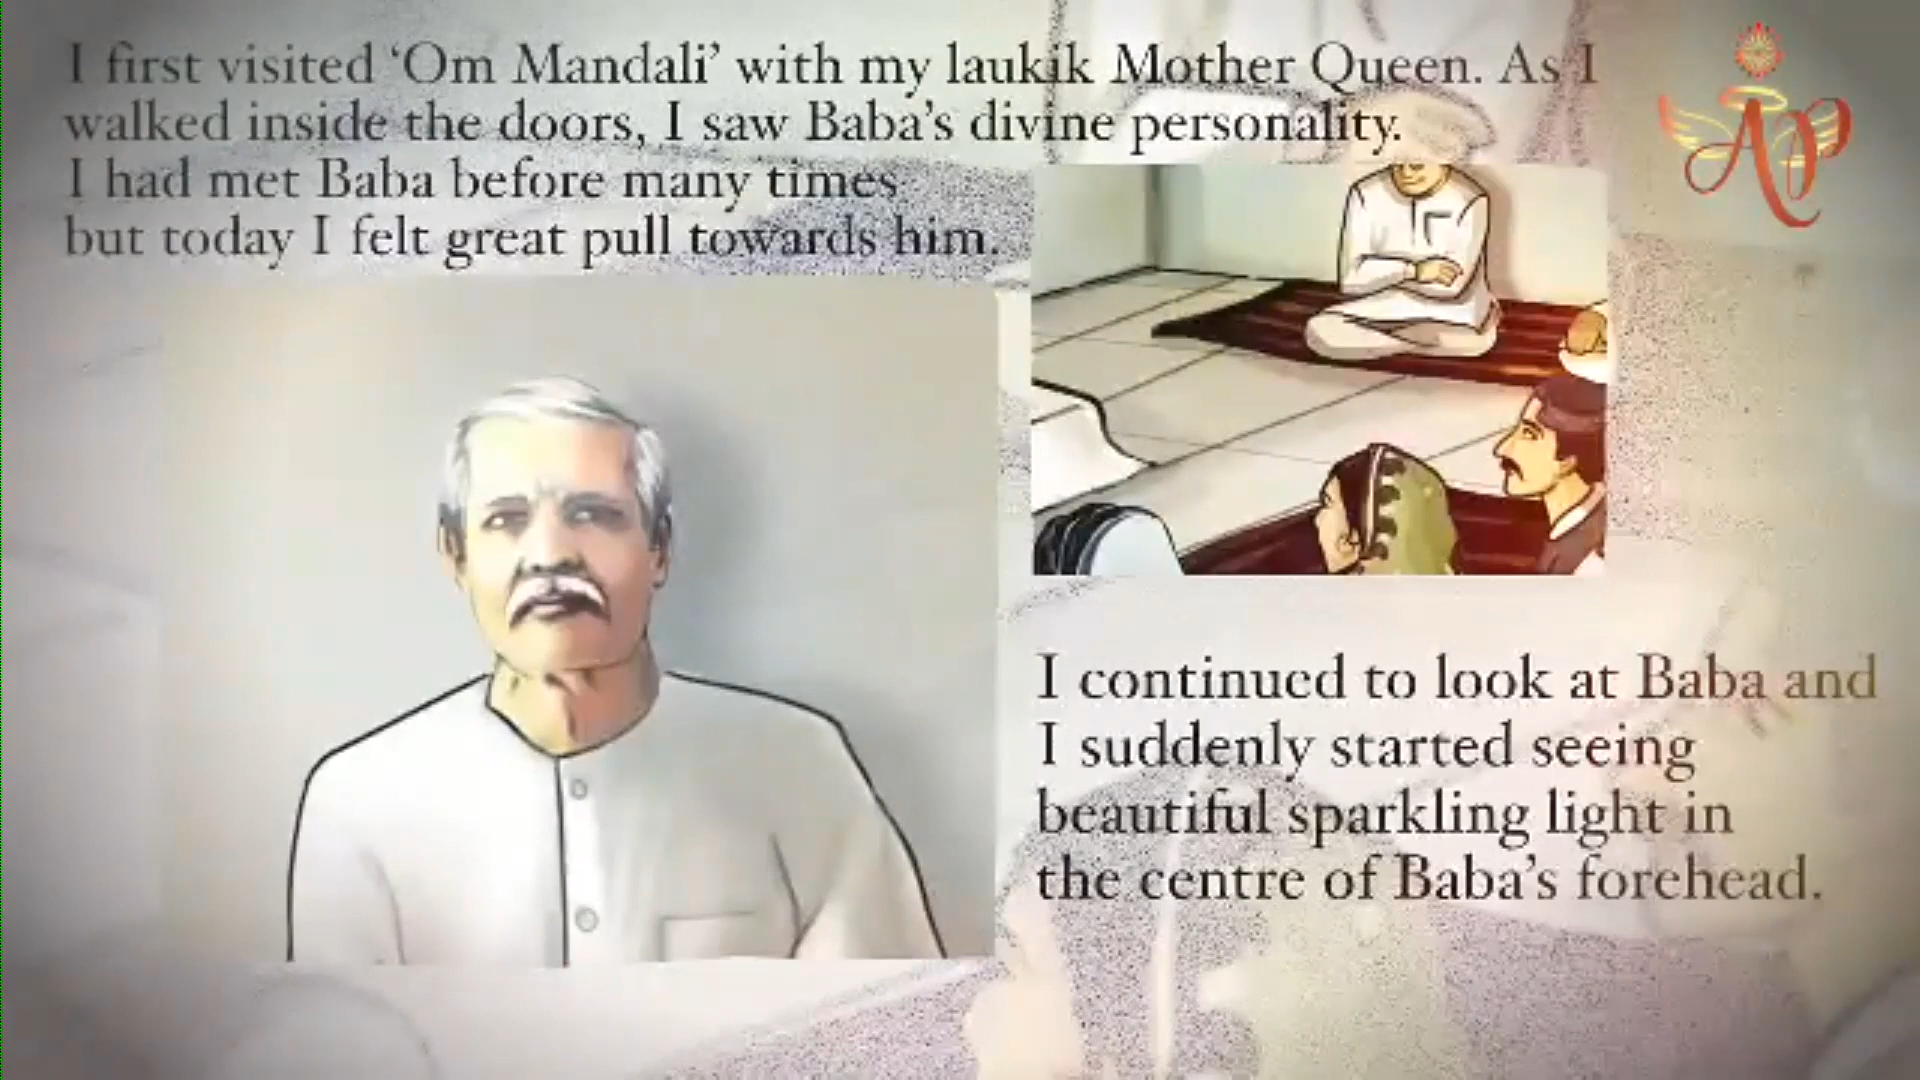 I first visited ‘Om Mandali’ with my laukik Mother Queen. As I
walked inside the doors, I saw Baba’s divine personality.
I had met Baba before many times
but today I felt great pull towards him.
AP
I continued to look at Baba and
I suddenly started seeing
beautiful sparkling light in
the centre of Baba’s forehead.